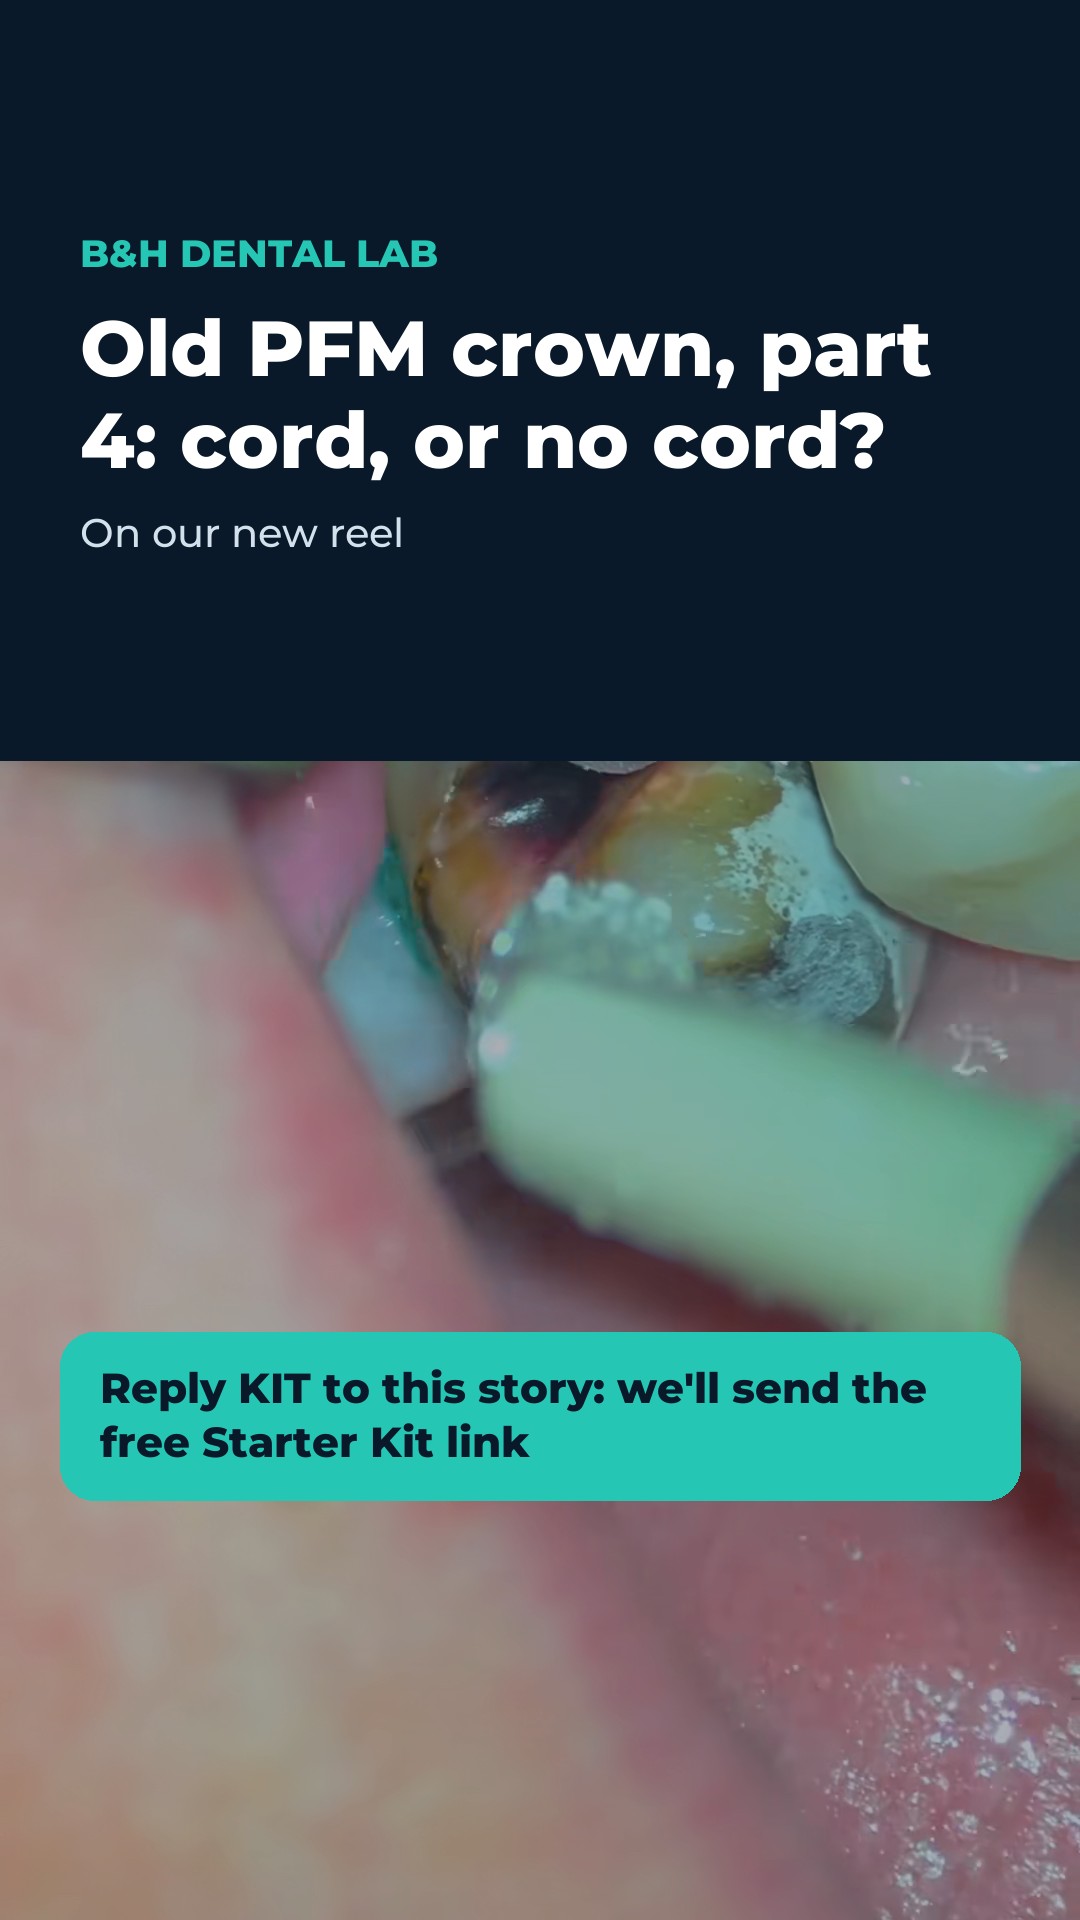 B&H DENTAL LAB
Old PFM crown, part
4: cord, or no cord?
On our new reel
Reply KIT to this story: we'll send the
free Starter Kit link